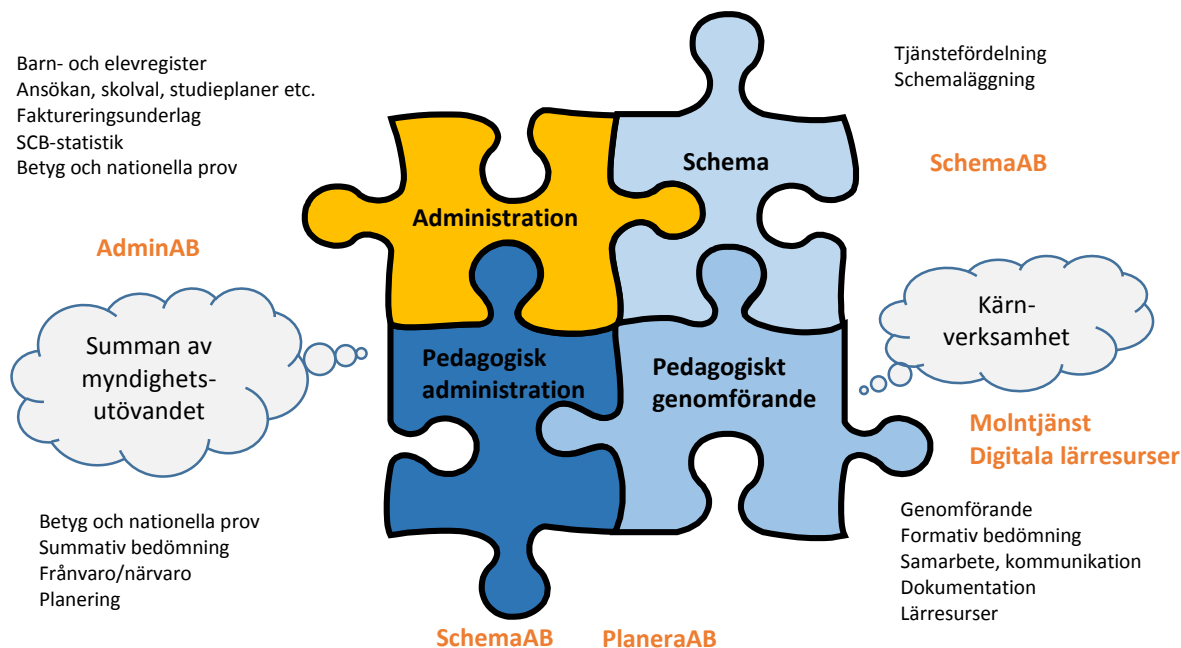 Barn- och elevregister
Ansökan, skolval, studieplaner etc.
Faktureringsunderlag
SCB-statistik
Betyg och nationella prov
AdminAB
Tjänstefördelning
Schemaläggning
SchemaAB
Schema
Administration
Summan av
myndighets-
utövandet
Kärn-
verksamhet
Pedagogisk
administration
Pedagogiskt
genomförande
Molntjänst
Digitala lärresurser
Betyg och nationella prov
Summativ bedömning
Frånvaro/närvaro
Planering
Genomförande
Formativ bedömning
Samarbete, kommunikation
Dokumentation
Lärresurser
SchemaAB
PlaneraAB